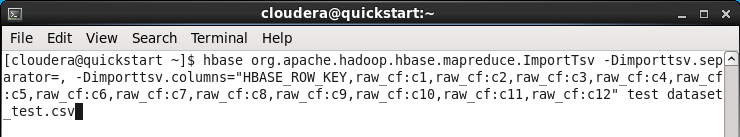 cloudera@quickstart:~
File Edit View Search Terminal Help
[cloudera@quickstart ~]$ hbase org.apache.hadoop.hbase.mapreduce.ImportTsv -Dimporttsv.sep
arator=, -Dimporttsv.columns="HBASE_ROW_KEY,raw_cf:c1,raw_cf:c2,raw_cf:c3,raw_cf:c4,raw_cf
:c5,raw_cf:c6,raw_cf:c7,raw_cf:c8,raw_cf:c9,raw_cf:c10,raw_cf:c11,raw_cf:c12" test dataset
_test.csv